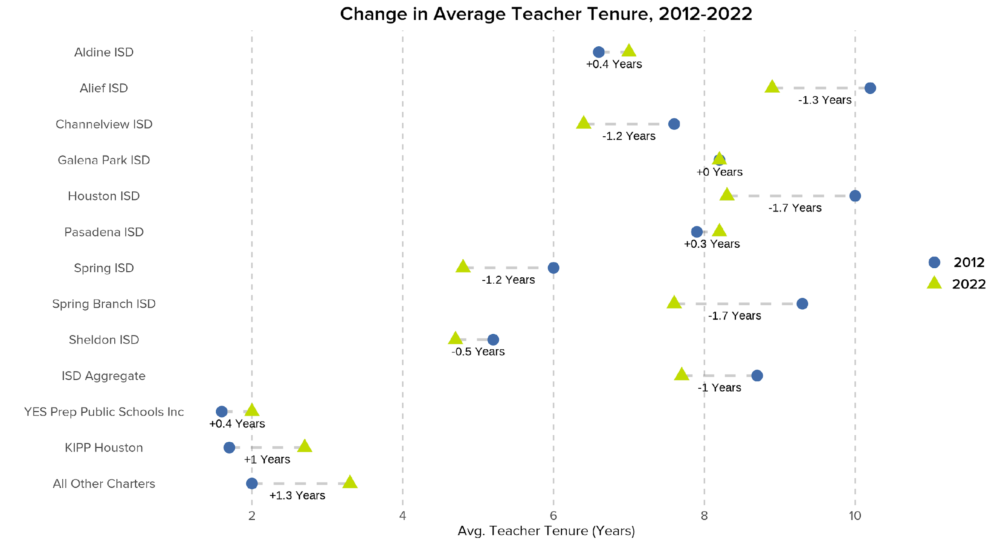 Change in Average Teacher Tenure, 2012-2022
Aldine ISD
+0.4 Years
Alief ISD
-1.3 Years
Channelview ISD
-1.2 Years
Galena Park ISD
+0 Years
Houston ISD
-1.7 Years
Pasadena ISD
+0.3 Years
Spring ISD
-1.2 Years
2012
2022
Spring Branch ISD
-1.7 Years
Sheldon ISD
-0.5 Years
ISD Aggregate
-1 Years
YES Prep Public Schools Inc
+0.4 Years
KIPP Houston
+1 Years
All Other Charters
+1.3 Years
2 4 6 8 10
Avg. Teacher Tenure (Years)